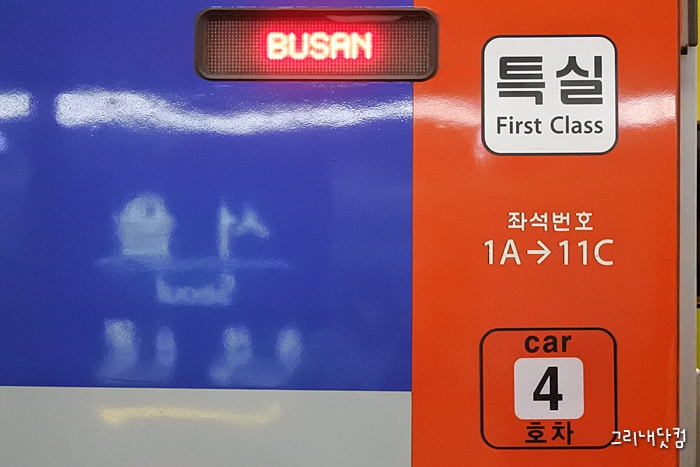 BUSAN
특실
First Class
좌석번호
1A→11C
car
4
호차
그리내닷컴